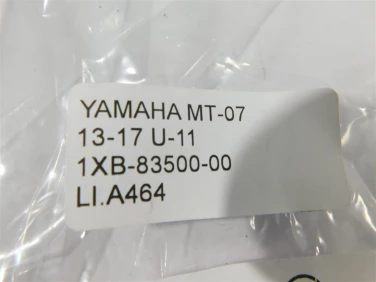 YAMAHA MT-07
13-17 U-11
1XB-83500-00
LI.A464